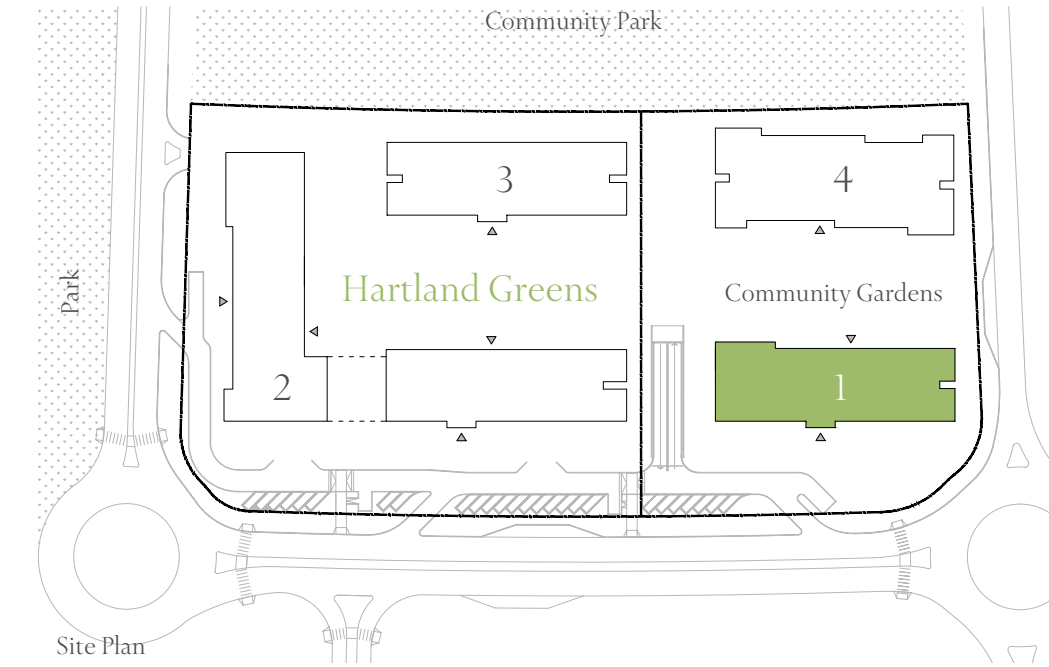 Community Park
3
4
Park
Hartland Greens
Community Gardens
2
1
Site Plan